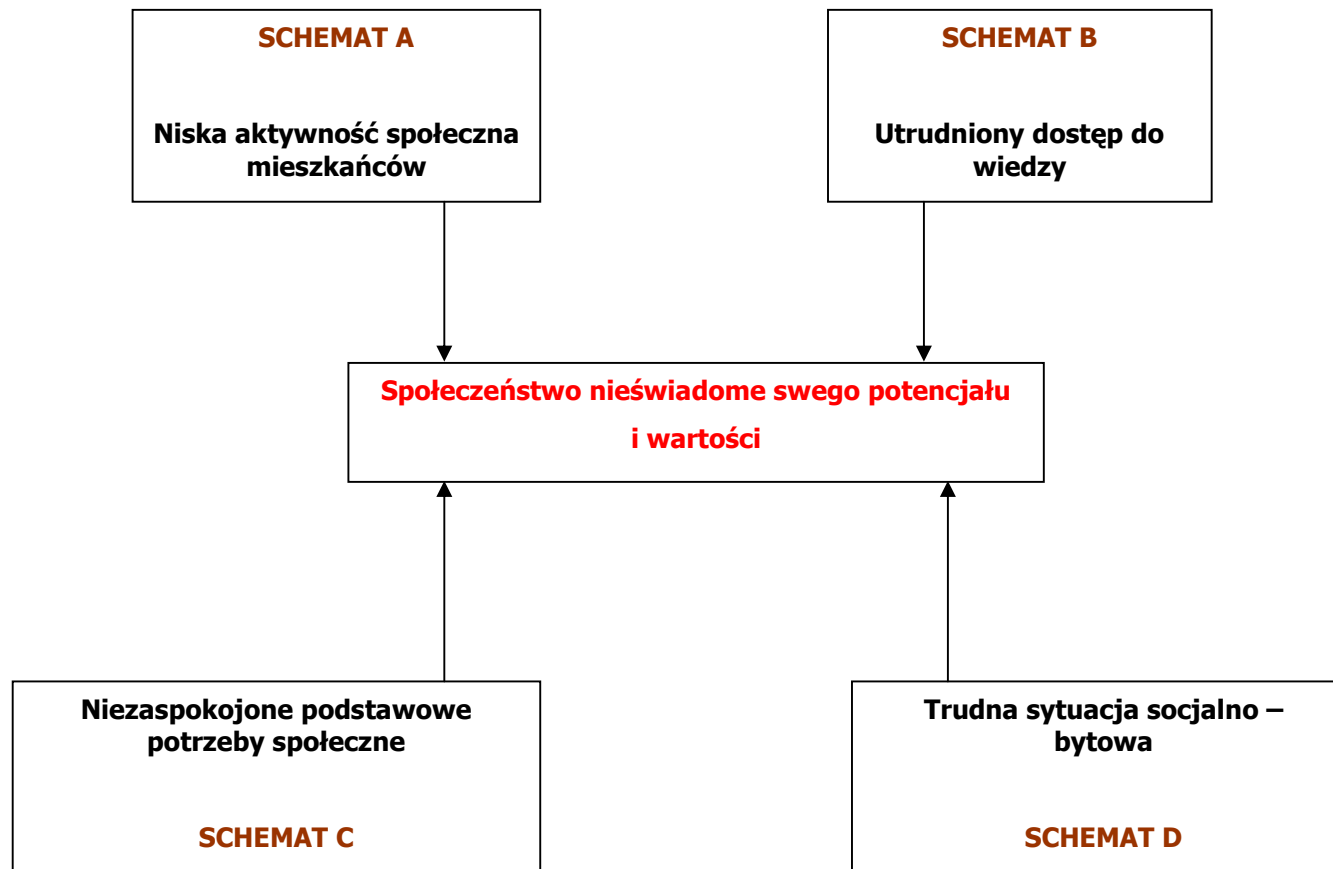 SCHEMAT A
Niska aktywność społeczna
mieszkańców
SCHEMAT B
Utrudniony dostęp do
wiedzy
Społeczeństwo nieświadome swego potencjału
i wartości
Niezaspokojone podstawowe
potrzeby społeczne
SCHEMAT C
Trudna sytuacja socjalno –
bytowa
SCHEMAT D